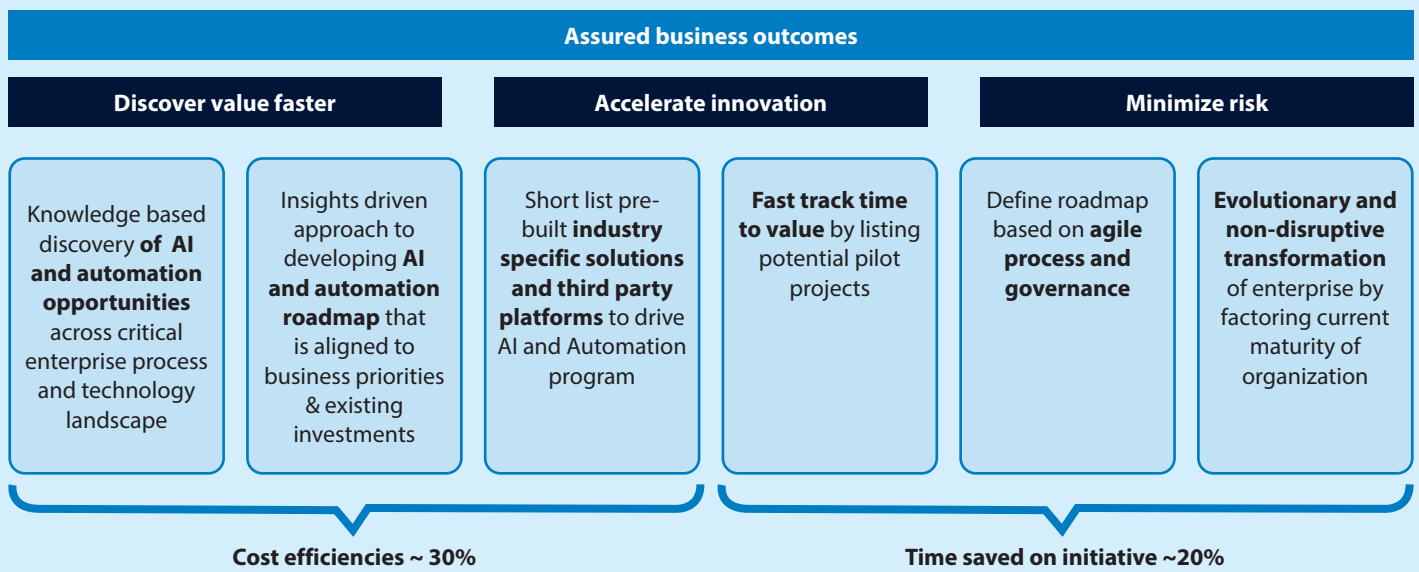 Assured business outcomes
Discover value faster
Accelerate innovation
Minimize risk
Knowledge based
discovery of AI
and automation
opportunities
across critical
enterprise process
and technology
landscape
Insights driven
approach to
developing AI
and automation
roadmap that
is aligned to
business priorities
& existing
investments
Short list pre-
built industry
specific solutions
and third party
platforms to drive
AI and Automation
program
Fast track time
to value by listing
potential pilot
projects
Define roadmap
based on agile
process and
governance
Evolutionary and
non-disruptive
transformation
of enterprise by
factoring current
maturity of
organization
Cost efficiencies ~ 30%
Time saved on initiative ~20%